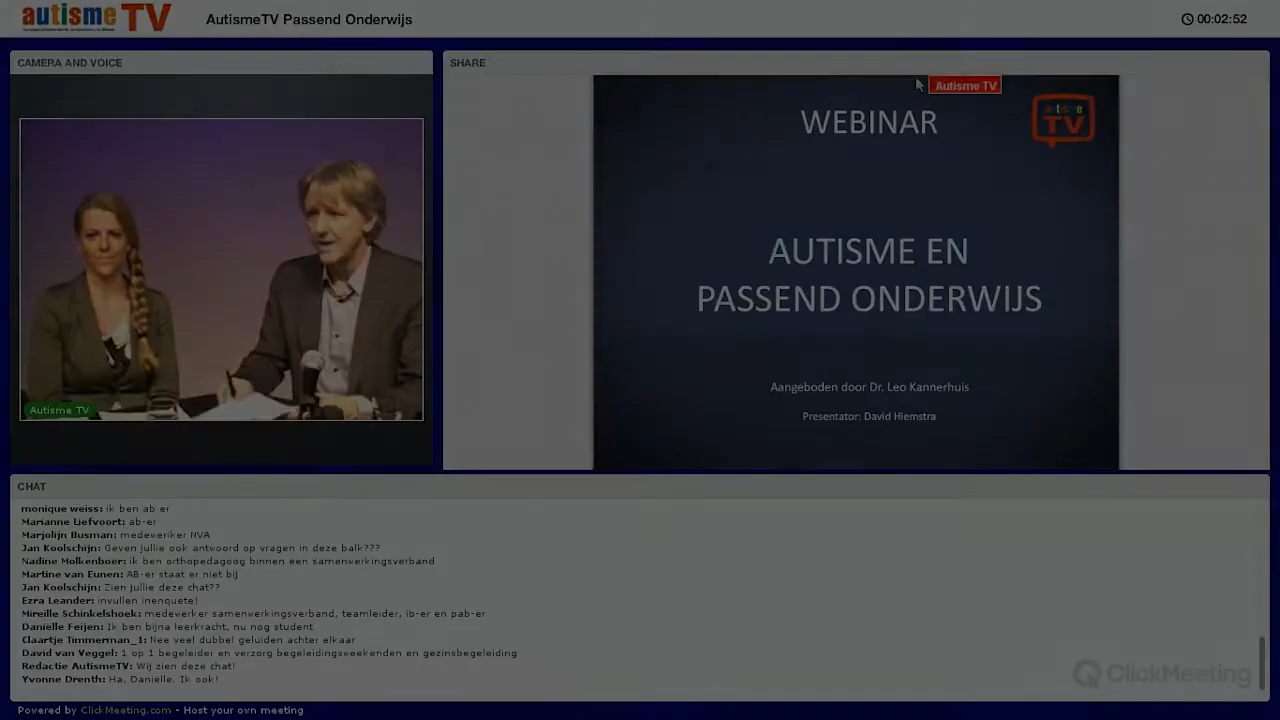 autisme TV
AutismeTV Passend Onderwijs
00:02:52
CAMERA AND VOICE
SHARE
Autisme TV
WEBINAR
autisme
TV
AUTISME EN
PASSEND ONDERWIJS
Aangeboden door Dr. Leo Kannerhuis
Presentator: David Hiemstra
Autisme TV
CHAT
monique weiss: ik ben ab er
Marianne Liefvoort: ab-er
Marjolijn Busman: medeweriker NVA
Jan Koolschijn: Geven jullie ook antwoord op vragen in deze balk???
Nadine Molkenboer: ik ben orthopedagoog binnen een samenwerkingsverband
Martine van Eunen: AB-er staat er niet bij
Jan Koolschijn: Zien jullie deze chat??
Ezra Leander: invullen inenquete!
Mireille Schinkelshoek: medewerker samenwerkingsverband, teamleider, ib-er en pab-er
Daniëlle Feijen: Ik ben bijna leerkracht, nu nog student
Claartje Timmerman_1: Nee veel dubbel geluiden achter elkaar
David van Veggel: 1 op 1 begeleider en verzorg begeleidingsweekenden en gezinsbegeleiding
Redactie AutismeTV: Wij zien deze chat!
Yvonne Drenth: Ha, Danielle. Ik ook!
ClickMeeting
Powered by ClickMeeting.com - Host your own meeting